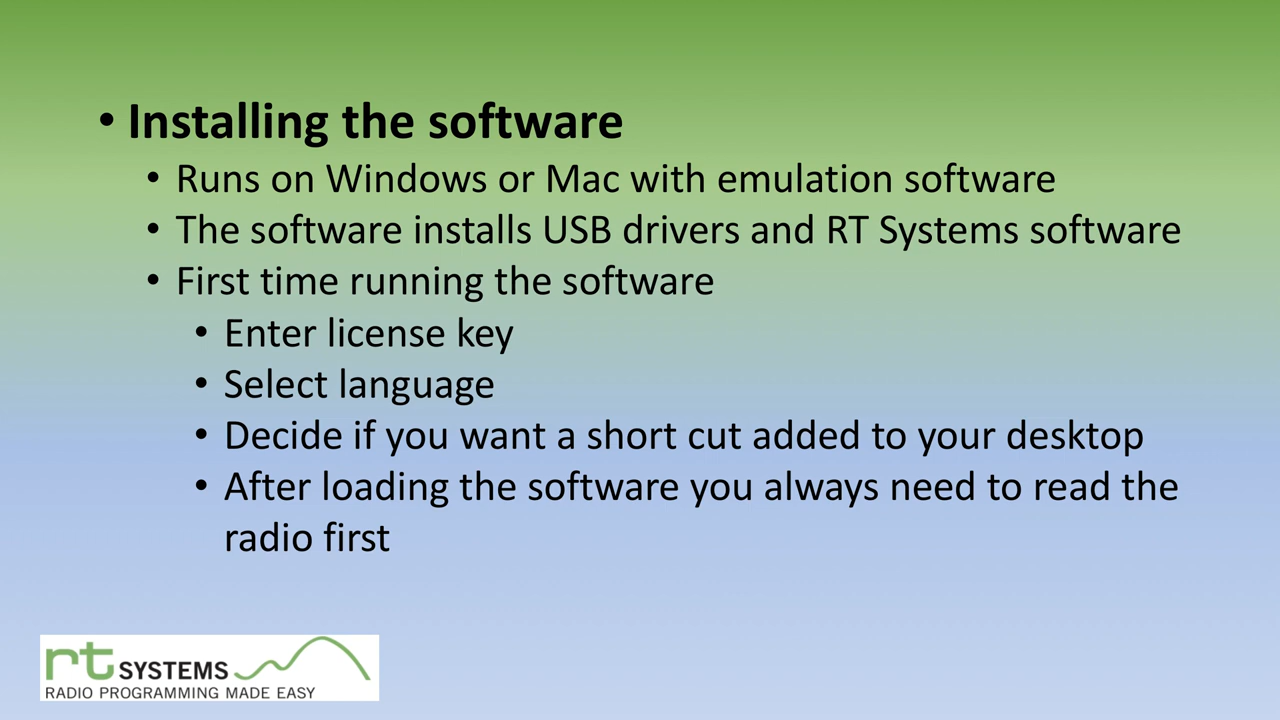 • Installing the software
• Runs on Windows or Mac with emulation software
• The software installs USB drivers and RT Systems software
• First time running the software
• Enter license key
• Select language
• Decide if you want a short cut added to your desktop
• After loading the software you always need to read the
radio first
rt SYSTEMS
RADIO PROGRAMMING MADE EASY